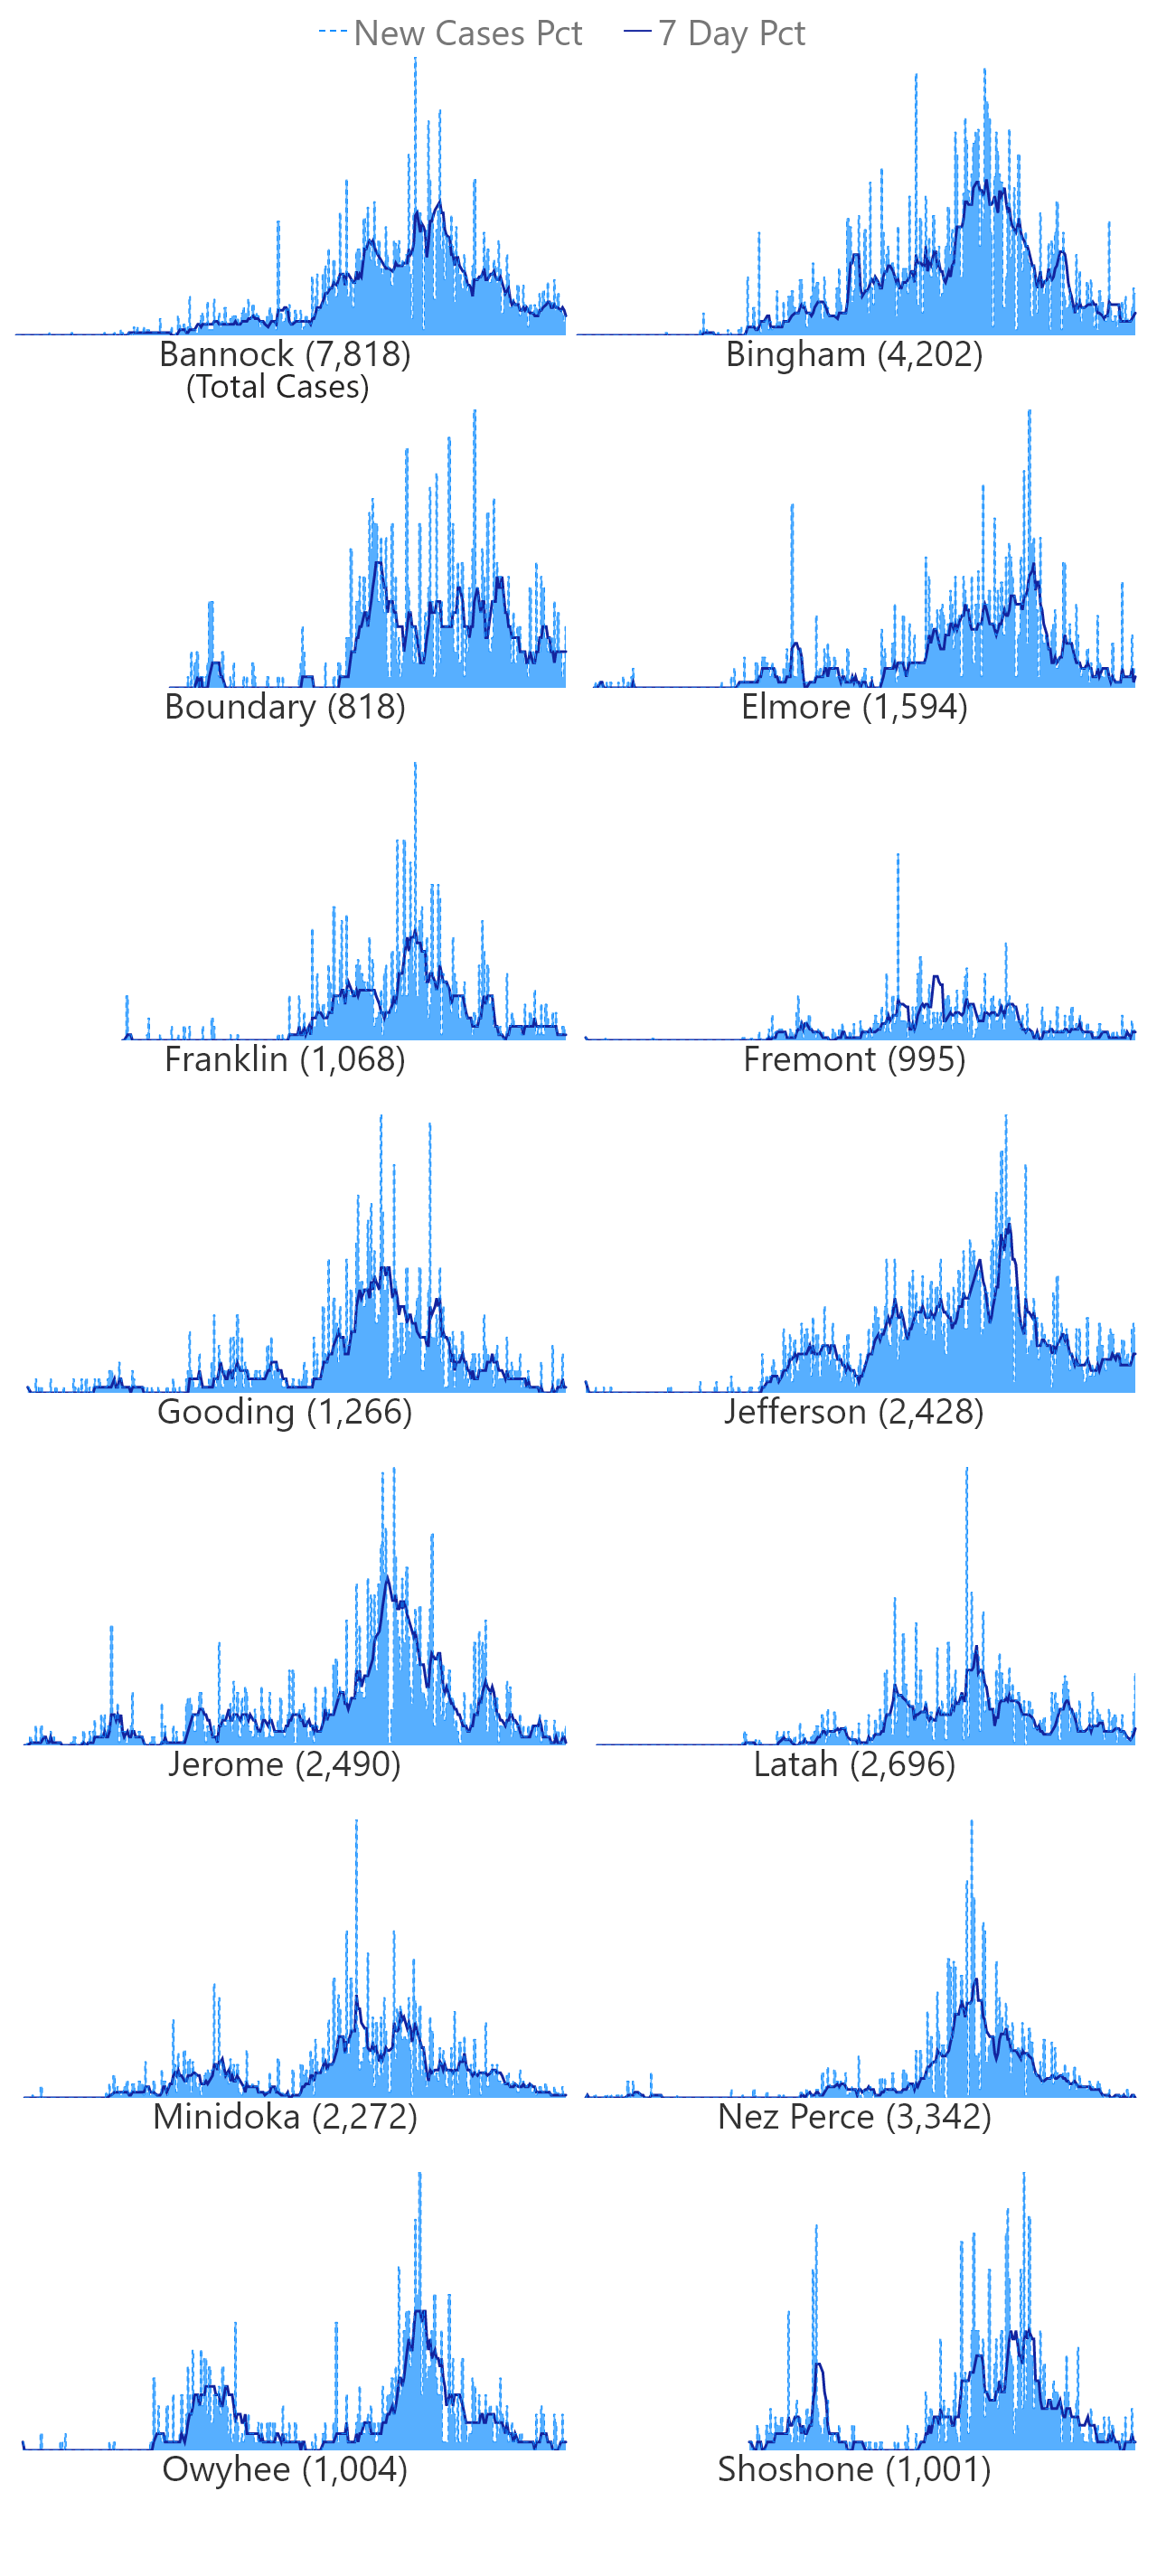 New Cases Pct 7 Day Pct
Bannock (7,818) Bingham (4,202)
(Total Cases)
Boundary (818) Elmore (1,594)
Franklin (1,068) Fremont (995)
Gooding (1,266) Jefferson (2,428)
Jerome (2,490) Latah (2,696)
Minidoka (2,272) Nez Perce (3,342)
Owyhee (1,004) Shoshone (1,001)